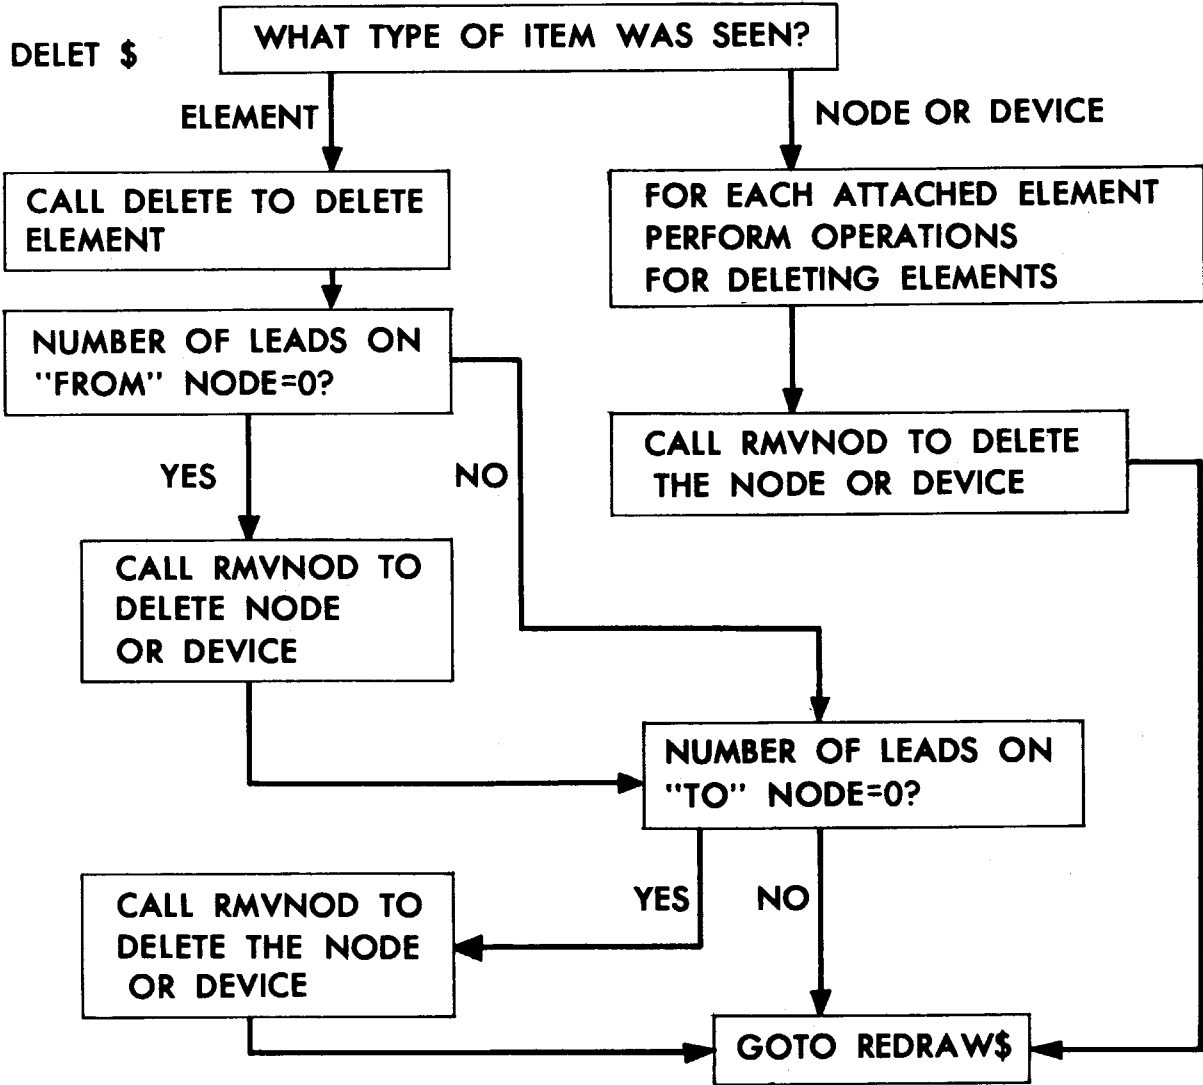 DELET $
WHAT TYPE OF ITEM WAS SEEN?
ELEMENT
NODE OR DEVICE
CALL DELETE TO DELETE
ELEMENT
FOR EACH ATTACHED ELEMENT
PERFORM OPERATIONS
FOR DELETING ELEMENTS
NUMBER OF LEADS ON
"FROM" NODE=0?
CALL RMVNOD TO DELETE
THE NODE OR DEVICE
YES
NO
CALL RMVNOD TO
DELETE NODE
OR DEVICE
NUMBER OF LEADS ON
"TO" NODE=0?
YES
NO
CALL RMVNOD TO
DELETE THE NODE
OR DEVICE
GOTO REDRAW$